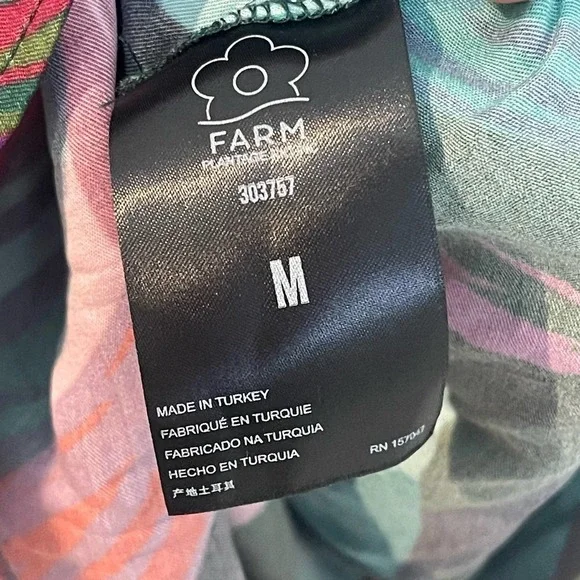 FARM
303757
M
MADE IN TURKEY
FABRIQUÉ EN TURQUIE
FABRICADO NA TURQUIA
HECHO EN TURQUIA
RN 157047
产地土耳其